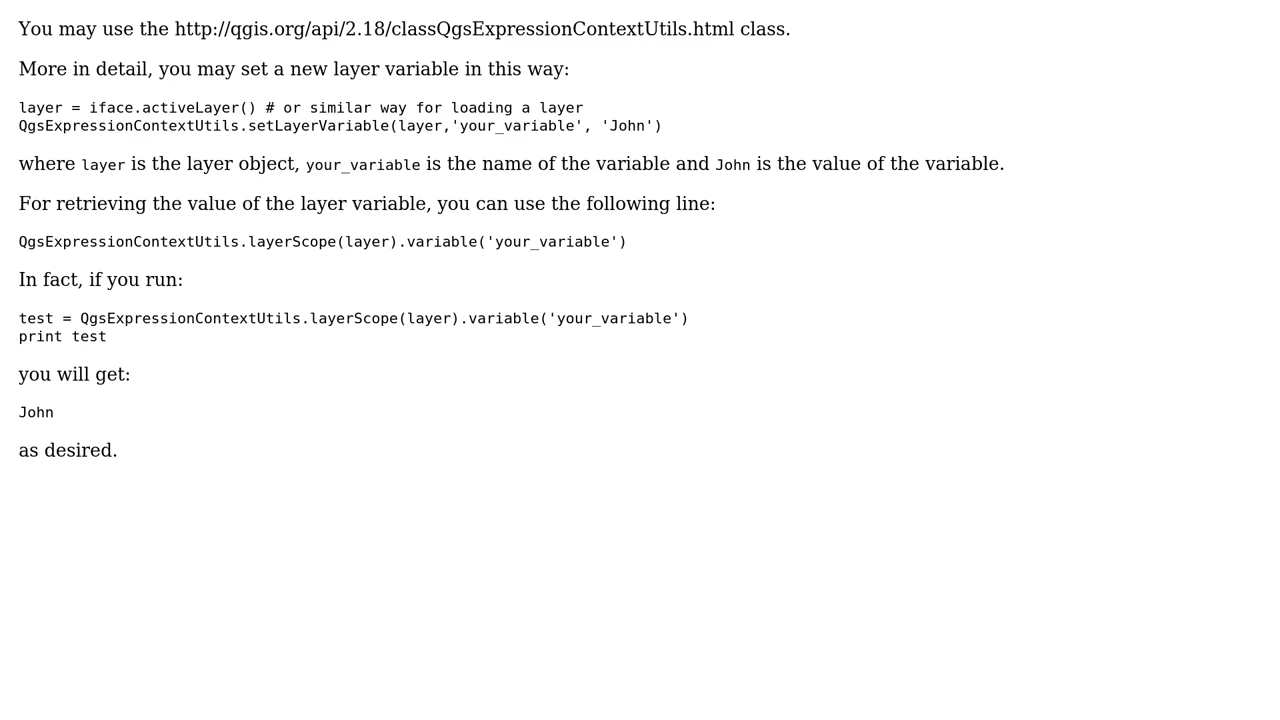 You may use the http://qgis.org/api/2.18/classQgsExpressionContextUtils.html class.
More in detail, you may set a new layer variable in this way:
layer = iface.activeLayer() # or similar way for loading a layer
QgsExpressionContextUtils.setLayerVariable(layer,'your_variable', 'John')
where layer is the layer object, your_variable is the name of the variable and John is the value of the variable.
For retrieving the value of the layer variable, you can use the following line:
QgsExpressionContextUtils.layerScope(layer).variable('your_variable')
In fact, if you run:
test = QgsExpressionContextUtils.layerScope(layer).variable('your_variable')
print test
you will get:
John
as desired.